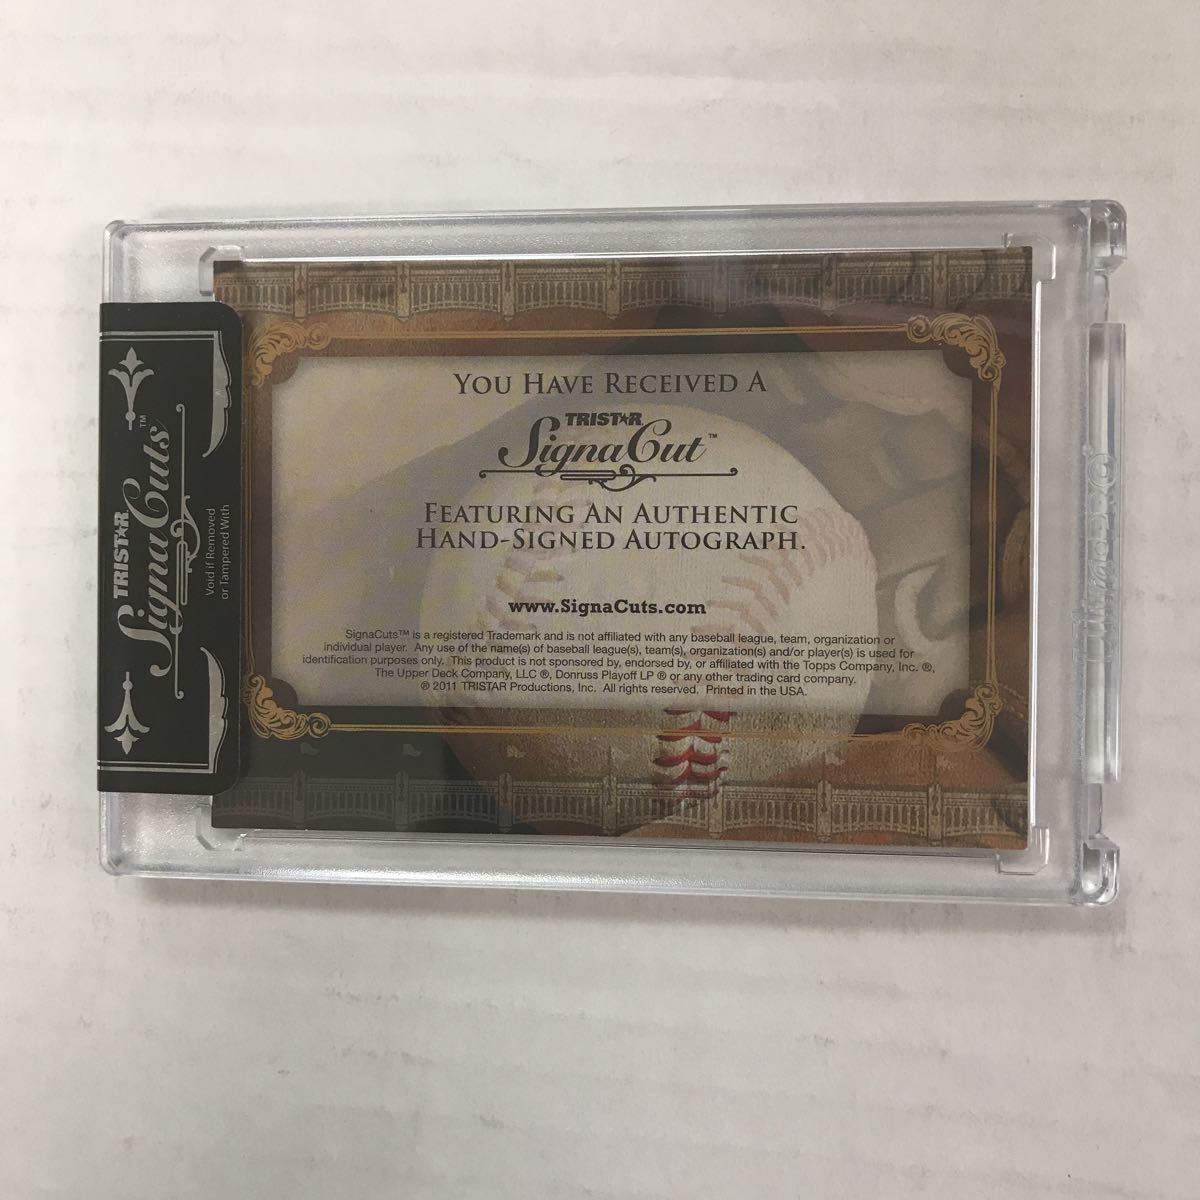 YOU HAVE RECEIVED A
TRISTAR
SignaCut™
FEATURING AN AUTHENTIC
HAND-SIGNED AUTOGRAPH.
www.SignaCuts.com
SignaCuts™ is a registered Trademark and is not affiliated with any baseball league, team, organization or
individual player. Any use of the name(s) of baseball league(s), team(s), organization(s) and/or player(s) is used for
identification purposes only. This product is not sponsored by, endorsed by, or affiliated with the Topps Company, Inc. ®,
The Upper Deck Company, LLC ®, Donruss Playoff LP ® or any other trading card company.
® 2011 TRISTAR Productions, Inc. All rights reserved. Printed in the USA.
TRISTAR
SignaCuts™
Void if Removed
or Tampered With